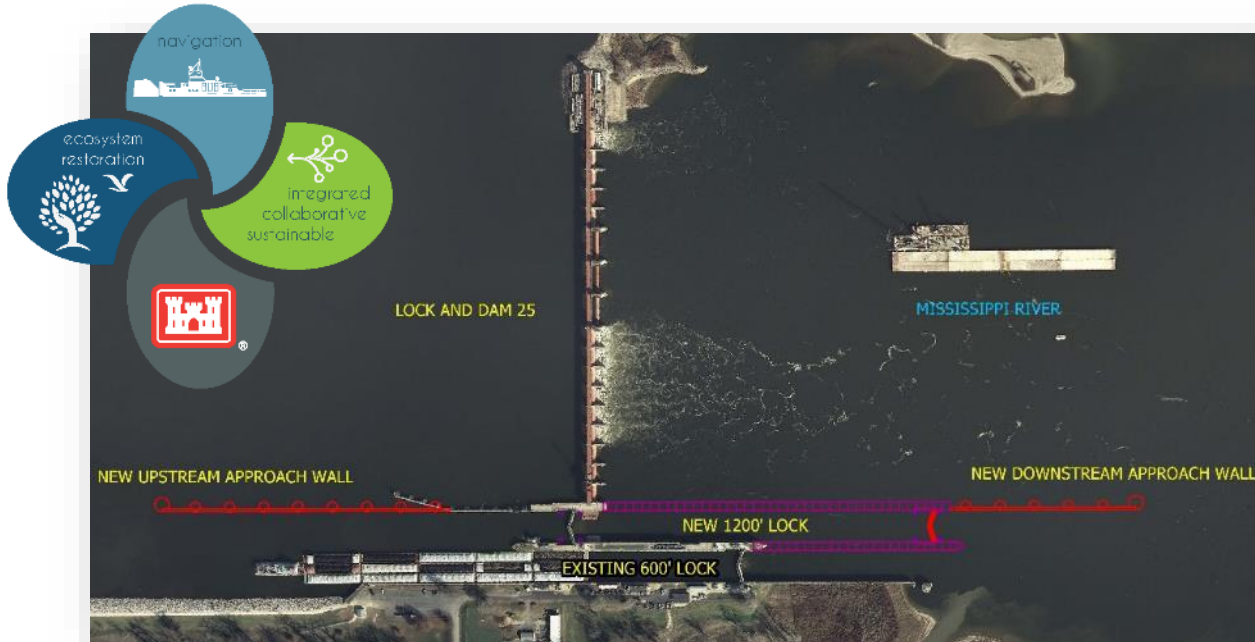 navigation
ecosystem
restoration
integrated
collaborative
sustainable
®
LOCK AND DAM 25
MISSISSIPPI RIVER
NEW UPSTREAM APPROACH WALL
NEW DOWNSTREAM APPROACH WALL
NEW 1200' LOCK
EXISTING 600' LOCK